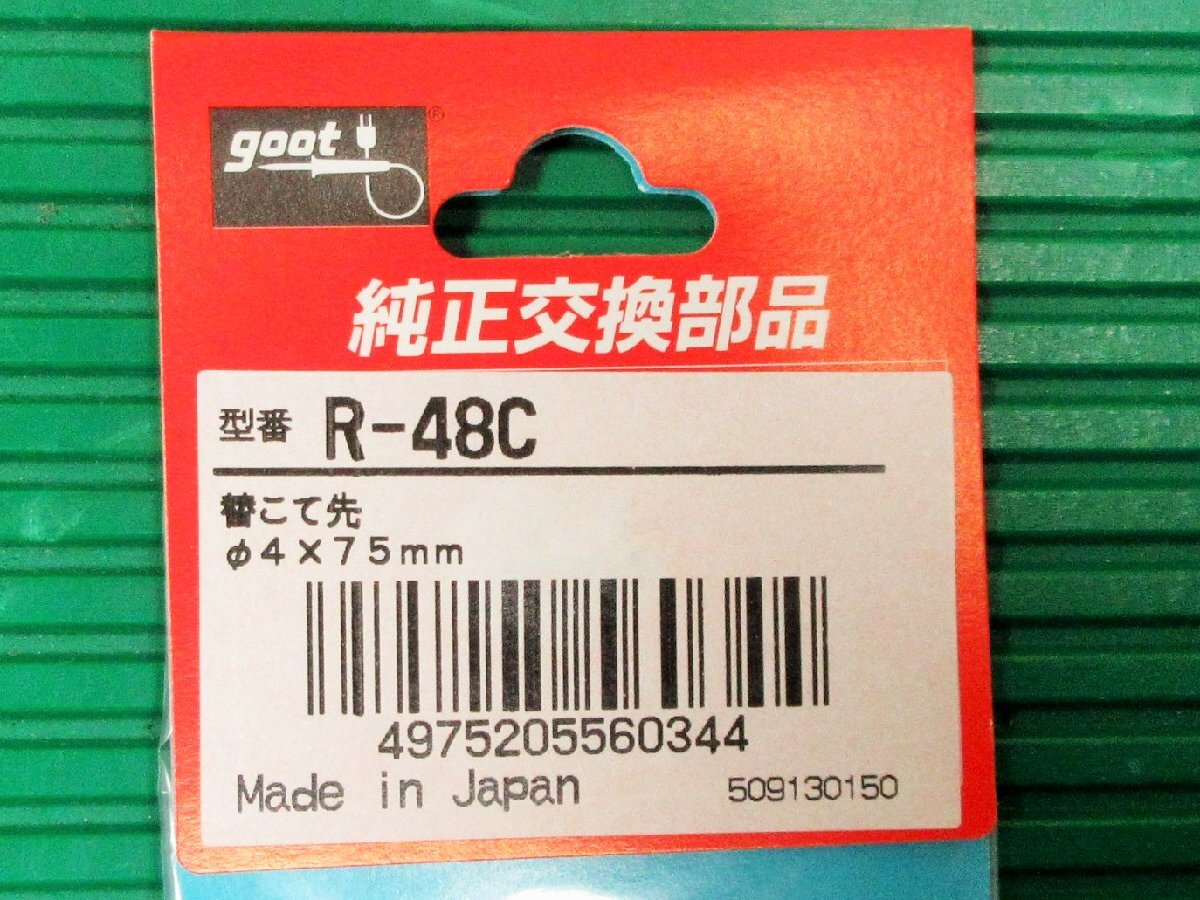 goot
®
純正交換部品
型番 R-48C
替こて先
φ4×75mm
4975205560344
Made in Japan
509130150